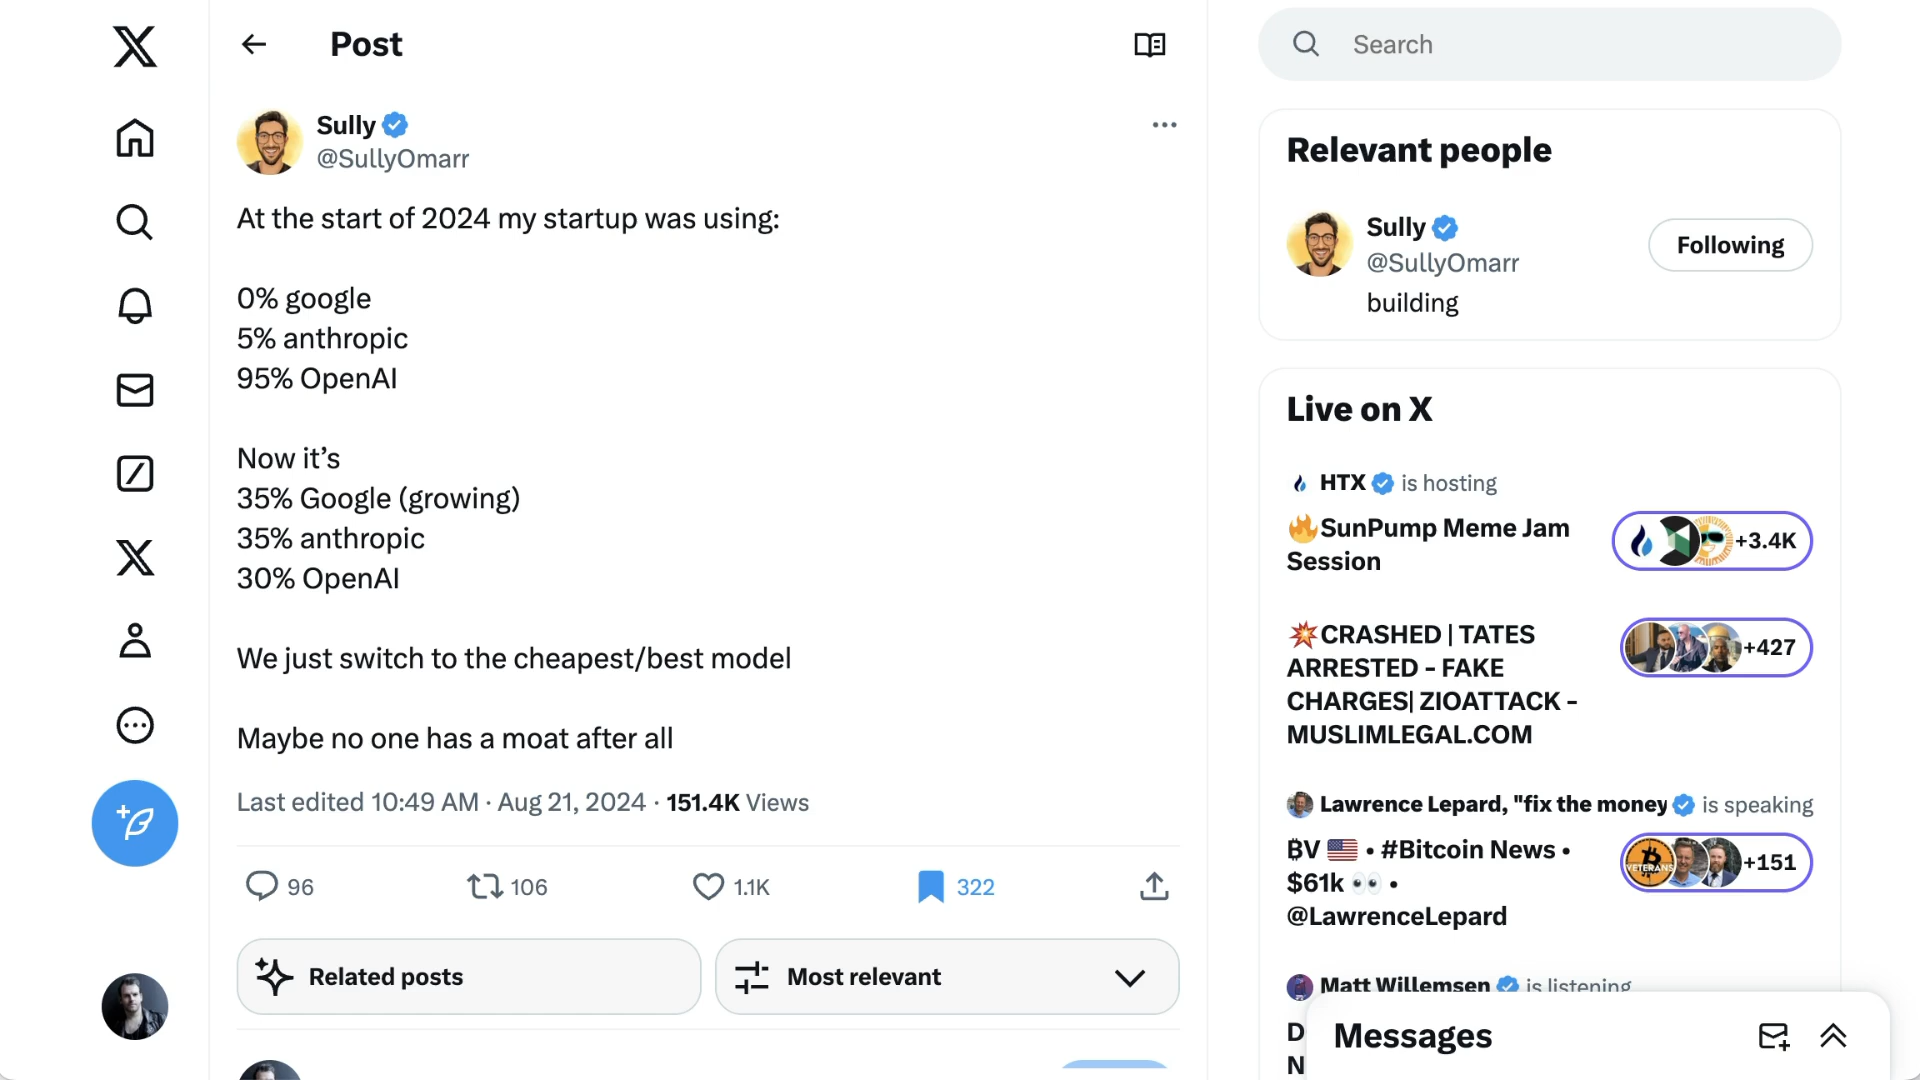 Post
Sully
@SullyOmarr
At the start of 2024 my startup was using:
0% google
5% anthropic
95% OpenAI
Now it’s
35% Google (growing)
35% anthropic
30% OpenAI
We just switch to the cheapest/best model
Maybe no one has a moat after all
Last edited 10:49 AM · Aug 21, 2024 · 151.4K Views
96
106
1.1K
322
Related posts
Most relevant
Search
Relevant people
Sully
@SullyOmarr
Following
building
Live on X
HTX is hosting
🔥SunPump Meme Jam
Session
+3.4K
💥CRASHED | TATES
ARRESTED - FAKE
CHARGES| ZIOATTACK -
MUSLIMLEGAL.COM
+427
Lawrence Lepard, "fix the money is speaking
₿V 🇺🇸 • #Bitcoin News •
$61k 👀 •
@LawrenceLepard
VETERANS
+151
Matt Willemsen is listening
D
N
Messages